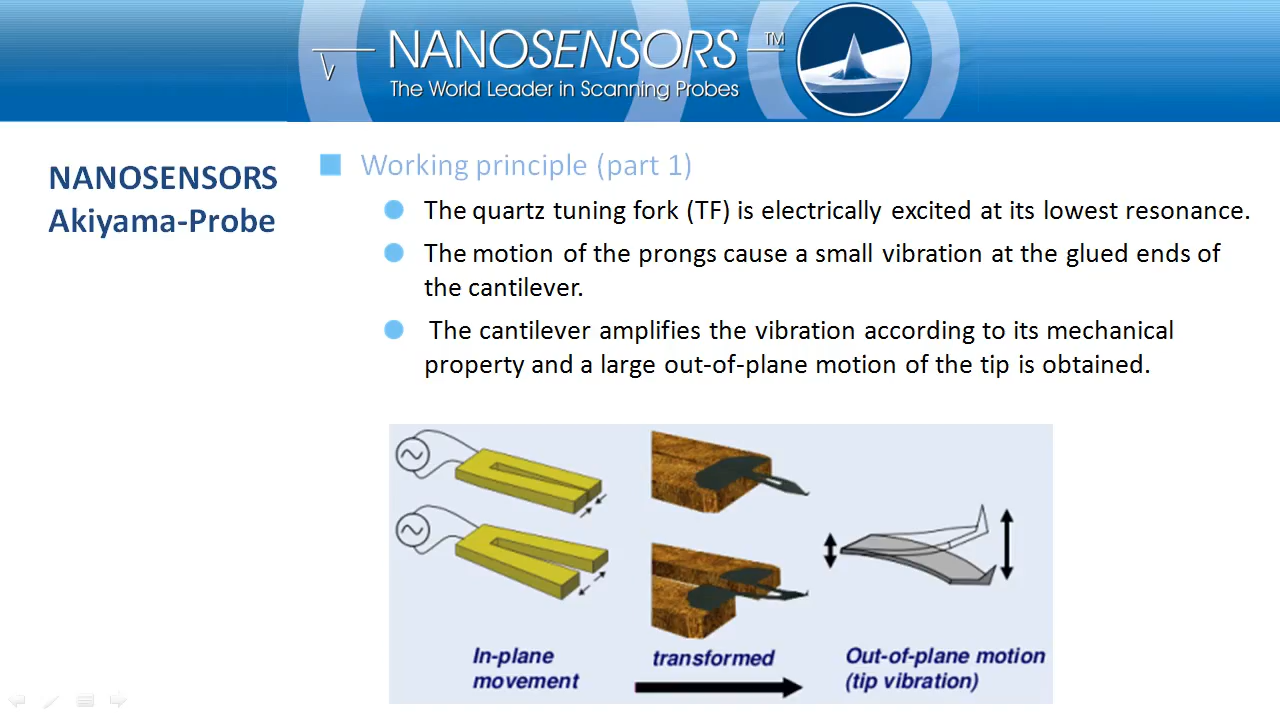 NANOSENSORS™
The World Leader in Scanning Probes
NANOSENSORS
Akiyama-Probe
Working principle (part 1)
The quartz tuning fork (TF) is electrically excited at its lowest resonance.
The motion of the prongs cause a small vibration at the glued ends of
the cantilever.
The cantilever amplifies the vibration according to its mechanical
property and a large out-of-plane motion of the tip is obtained.
In-plane
movement
transformed
Out-of-plane motion
(tip vibration)